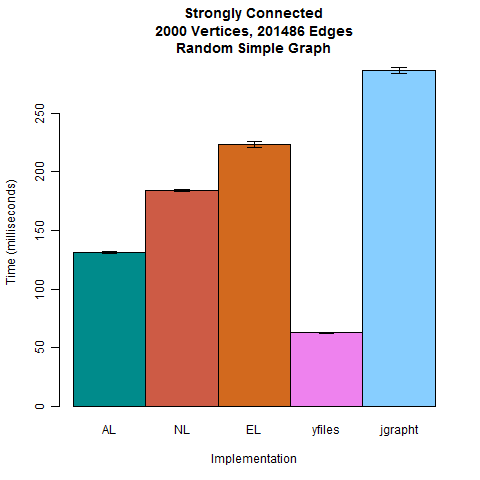 Strongly Connected
2000 Vertices, 201486 Edges
Random Simple Graph
Time (milliseconds)
250
200
150
100
50
0
AL NL EL yfiles jgrapht
Implementation